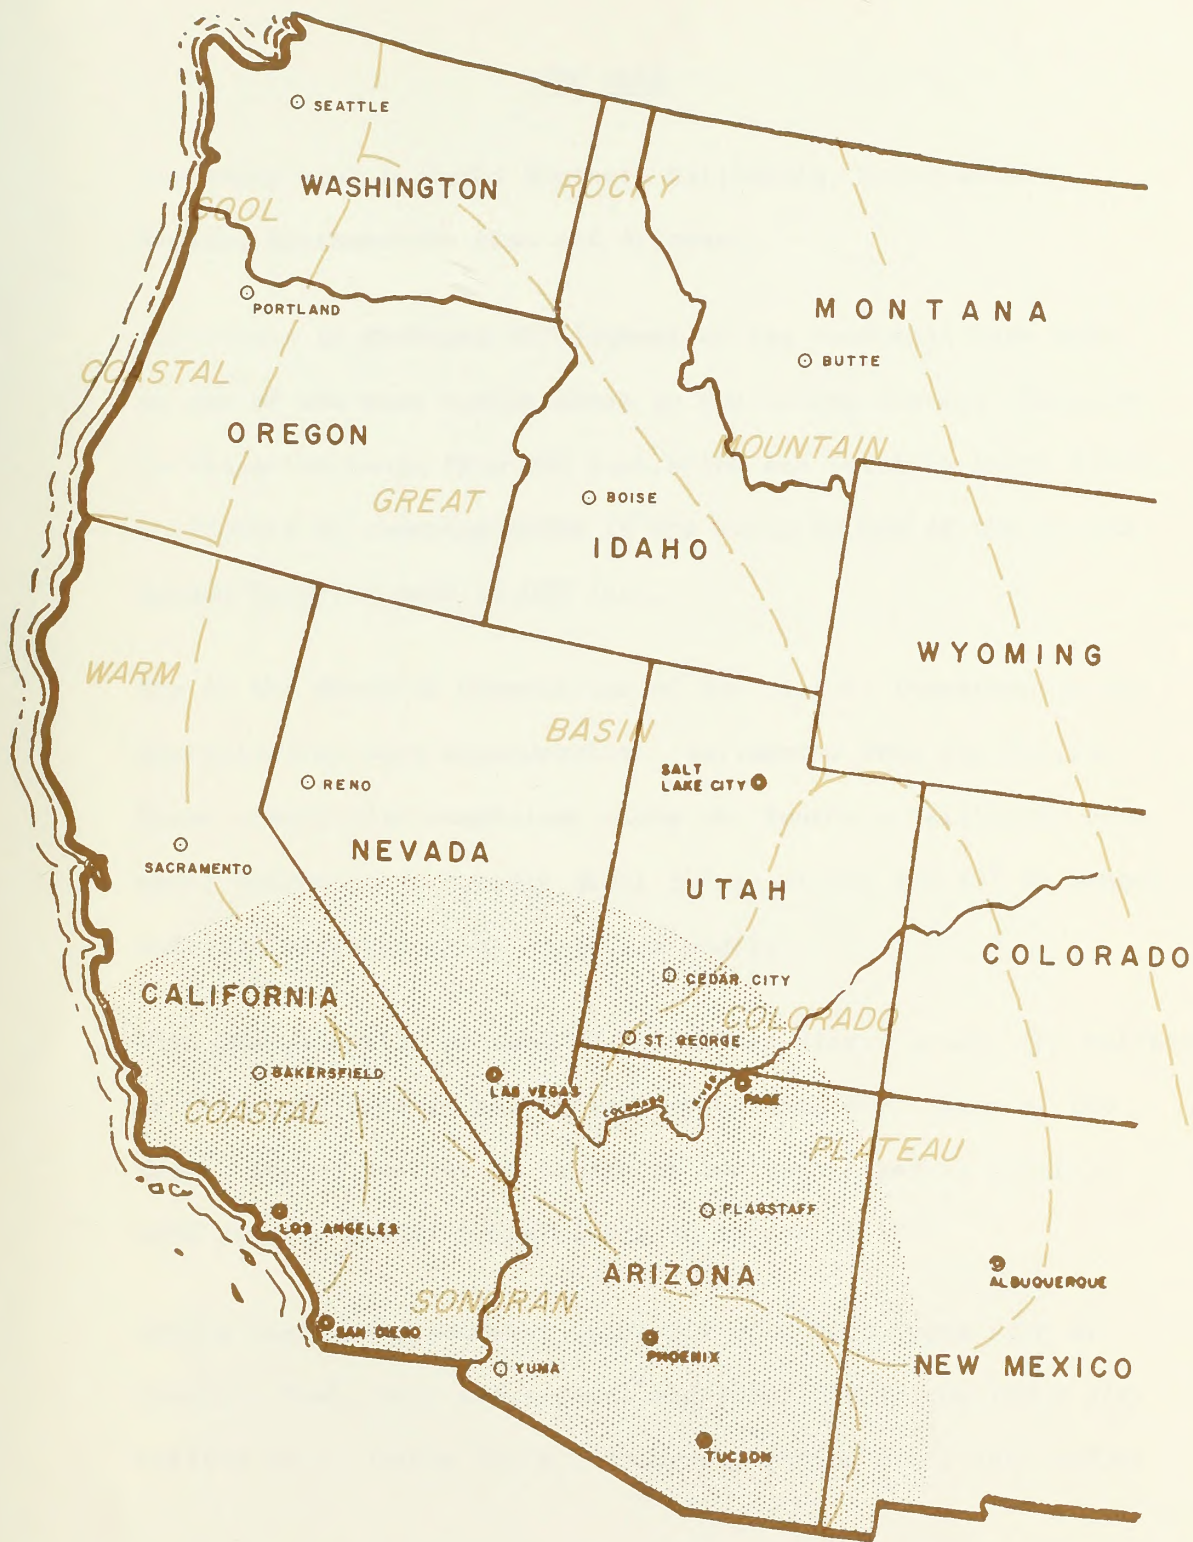 SEATTLE
WASHINGTON
ROCKY
COOL
PORTLAND
MONTANA
BUTTE
COASTAL
OREGON
MOUNTAIN
GREAT
BOISE
IDAHO
WYOMING
WARM
BASIN
SALT
LAKE CITY
RENO
NEVADA
SACRAMENTO
UTAH
COLORADO
CEDAR CITY
CALIFORNIA
COLORADO
ST. GEORGE
BAKERSFIELD
LAS VEGAS
COLORADO
RIVER
PAGE
COASTAL
PLATEAU
FLAGSTAFF
LOS ANGELES
ARIZONA
ALBUQUERQUE
SONORAN
SAN DIEGO
PHOENIX
YUMA
NEW MEXICO
TUCSON